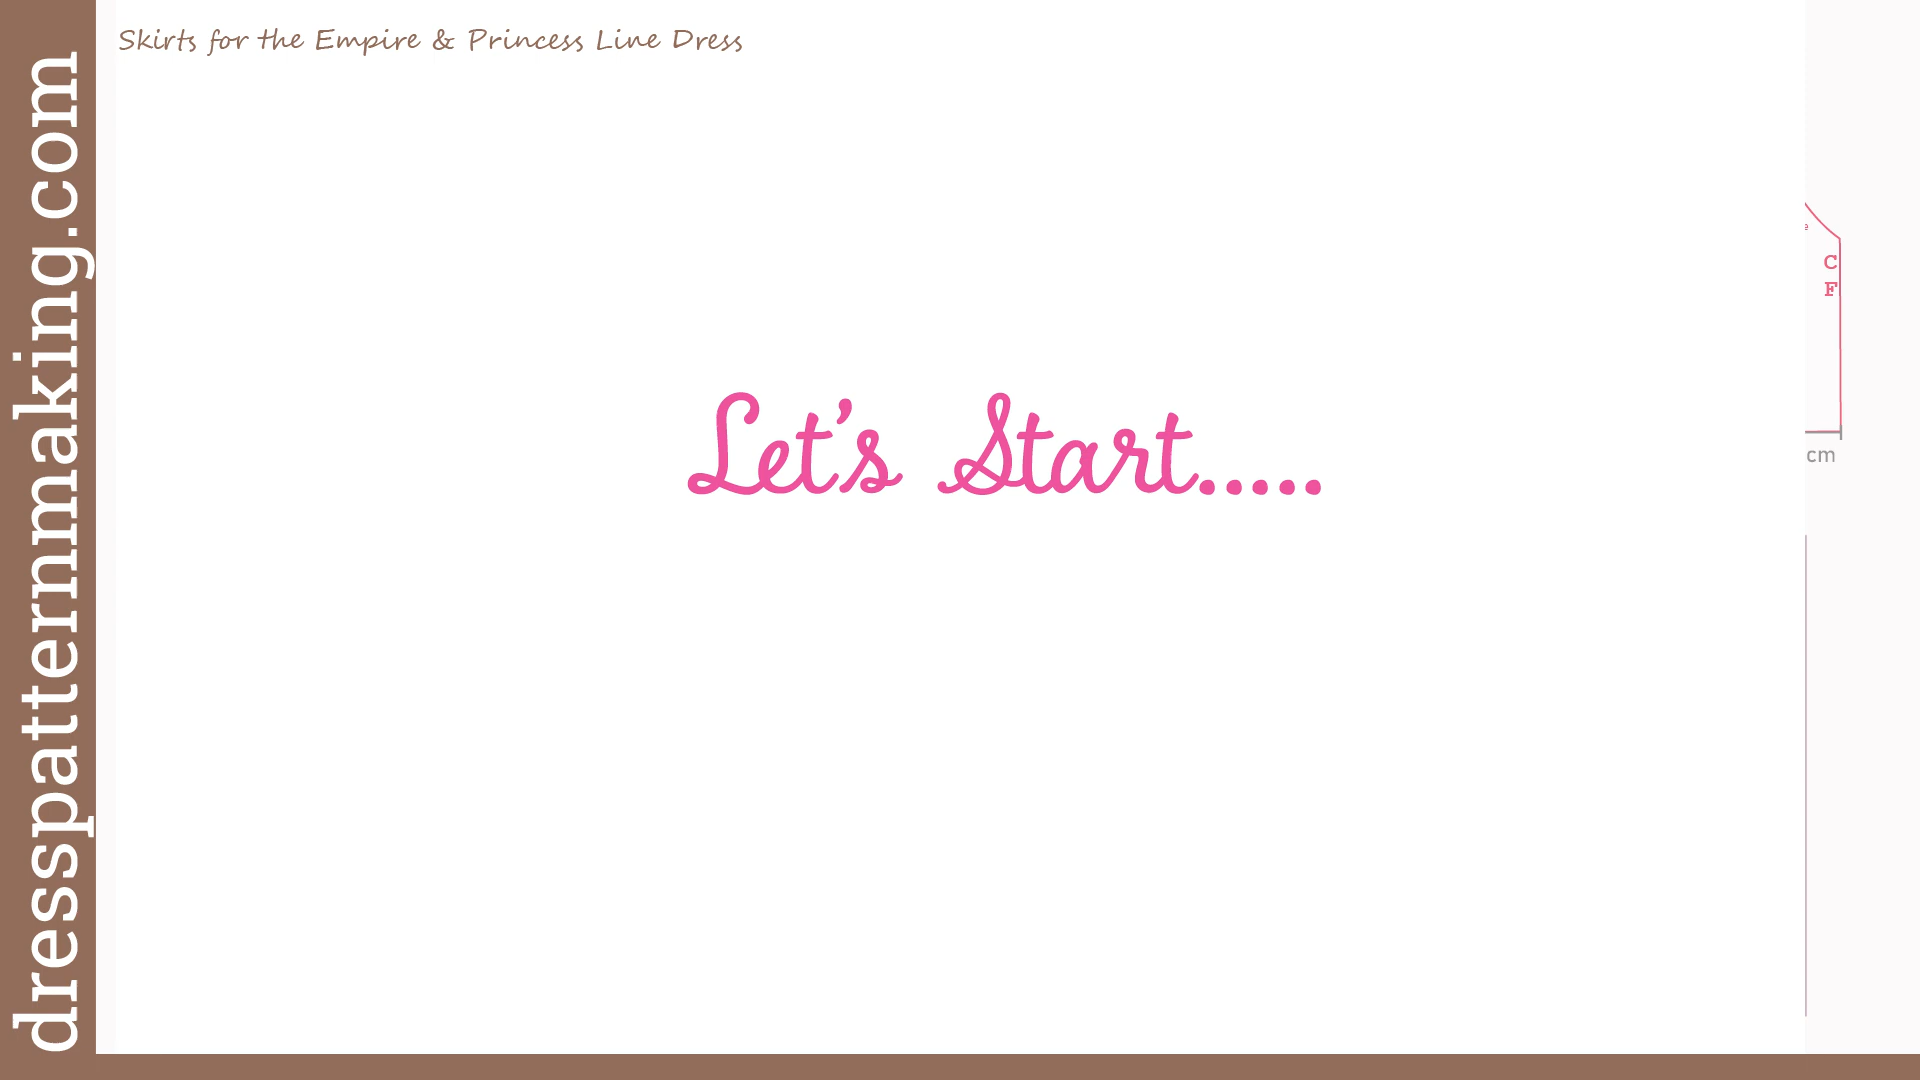 Skirts for the Empire & Princess Line Dress
dresspatternmaking.com
C
F
Let's Start.....
cm